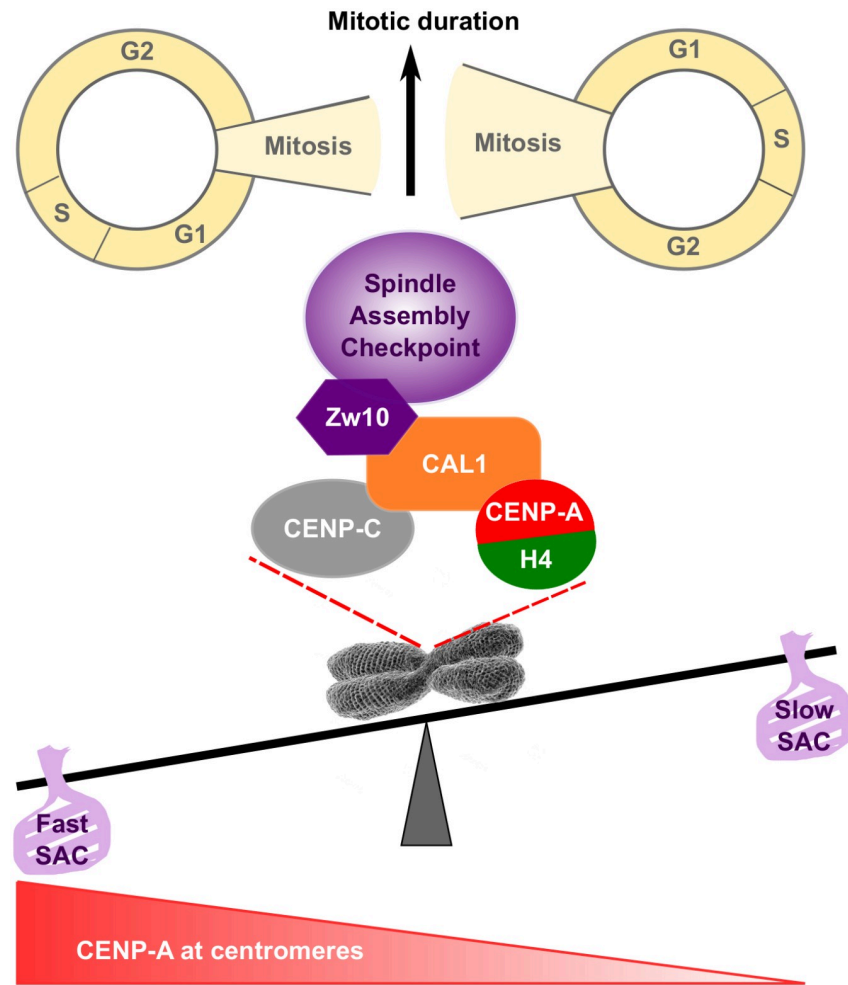 Mitotic duration
G2
Mitosis
S
G1
G1
Mitosis
S
G2
Spindle
Assembly
Checkpoint
Zw10
CAL1
CENP-C
CENP-A
H4
Slow
SAC
Fast
SAC
CENP-A at centromeres